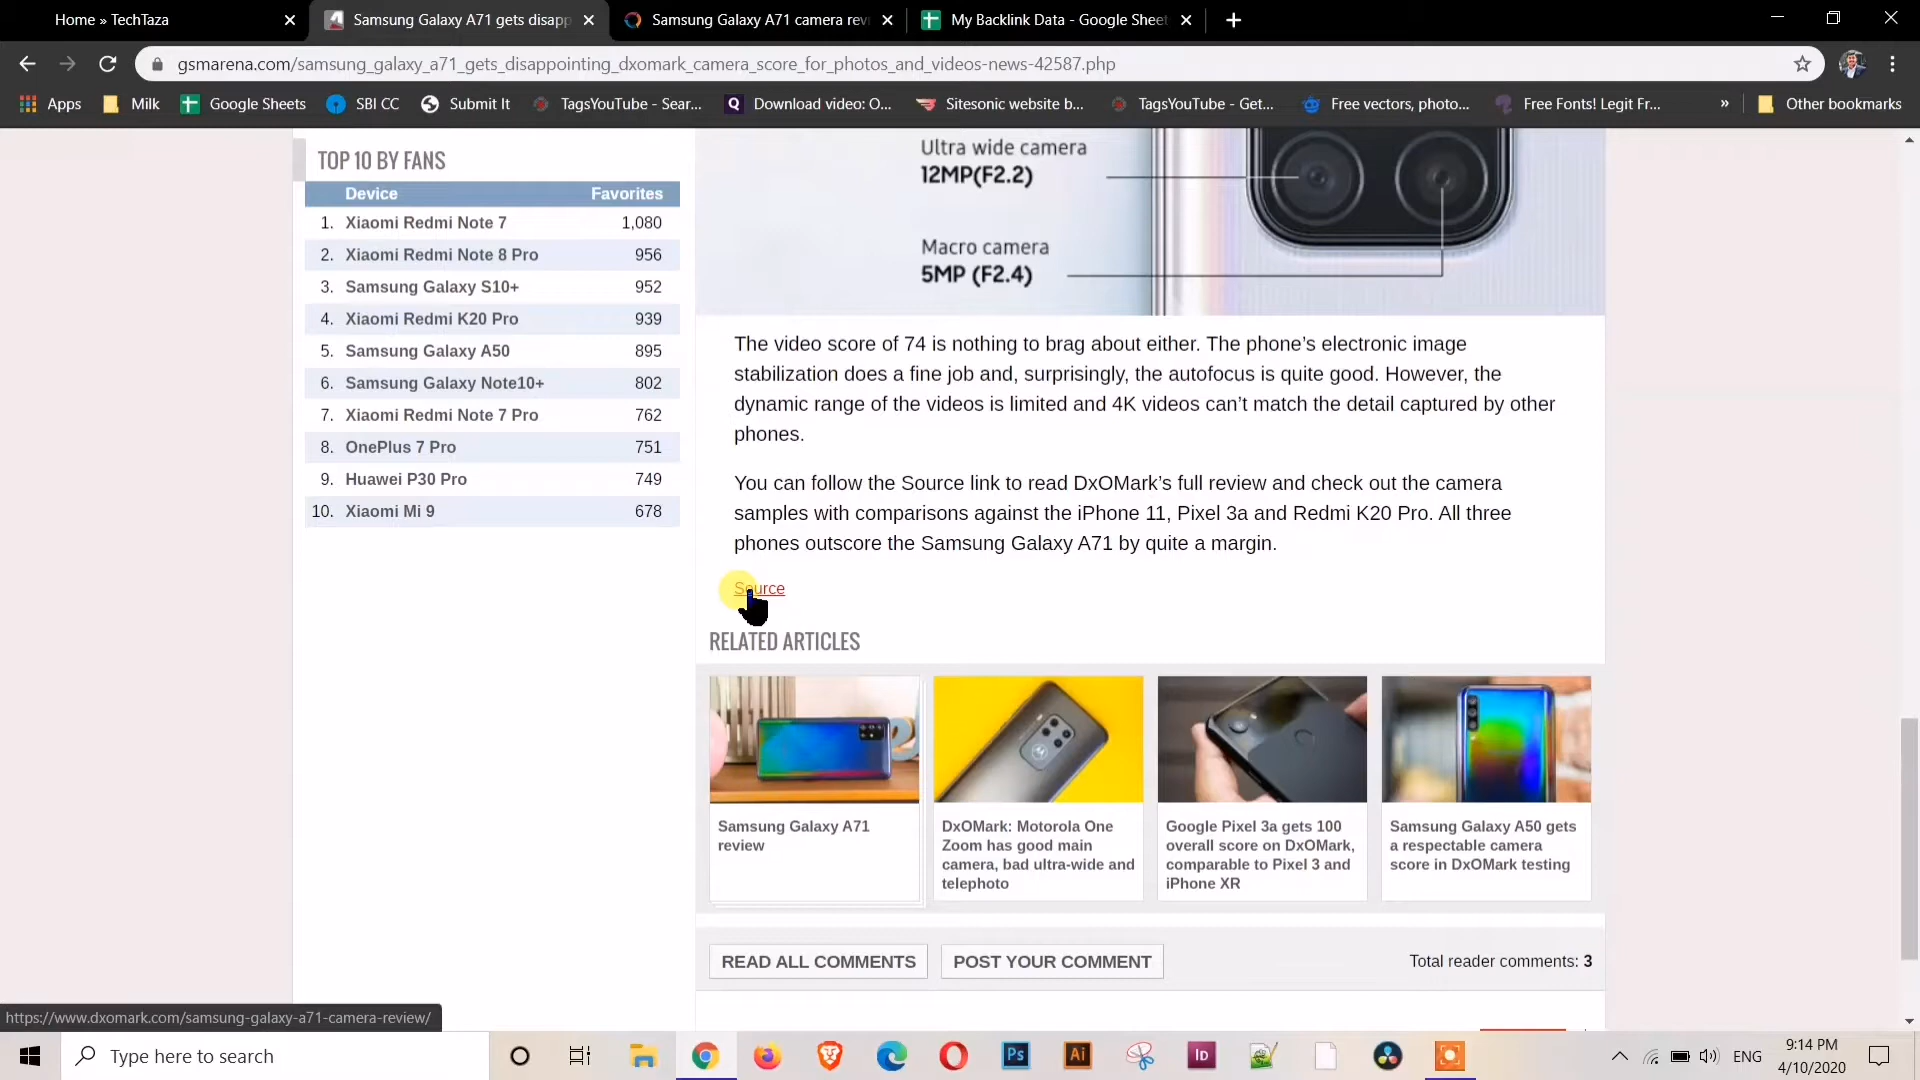 Home » TechTaza
Samsung Galaxy A71 gets disapp
Samsung Galaxy A71 camera rev
My Backlink Data - Google Sheet
gsmarena.com/samsung_galaxy_a71_gets_disappointing_dxomark_camera_score_for_photos_and_videos-news-42587.php
Apps
Milk
Google Sheets
SBI CC
Submit It
TagsYouTube - Sear...
Download video: O...
Sitesonic website b...
TagsYouTube - Get...
Free vectors, photo...
Free Fonts! Legit Fr...
»
Other bookmarks
TOP 10 BY FANS
Device Favorites
1. Xiaomi Redmi Note 7 1,080
2. Xiaomi Redmi Note 8 Pro 956
3. Samsung Galaxy S10+ 952
4. Xiaomi Redmi K20 Pro 939
5. Samsung Galaxy A50 895
6. Samsung Galaxy Note10+ 802
7. Xiaomi Redmi Note 7 Pro 762
8. OnePlus 7 Pro 751
9. Huawei P30 Pro 749
10. Xiaomi Mi 9 678
Ultra wide camera
12MP(F2.2)
Macro camera
5MP (F2.4)
The video score of 74 is nothing to brag about either. The phone’s electronic image
stabilization does a fine job and, surprisingly, the autofocus is quite good. However, the
dynamic range of the videos is limited and 4K videos can’t match the detail captured by other
phones.
You can follow the Source link to read DxOMark’s full review and check out the camera
samples with comparisons against the iPhone 11, Pixel 3a and Redmi K20 Pro. All three
phones outscore the Samsung Galaxy A71 by quite a margin.
Source
RELATED ARTICLES
Samsung Galaxy A71
review
DxOMark: Motorola One
Zoom has good main
camera, bad ultra-wide and
telephoto
Google Pixel 3a gets 100
overall score on DxOMark,
comparable to Pixel 3 and
iPhone XR
Samsung Galaxy A50 gets
a respectable camera
score in DxOMark testing
READ ALL COMMENTS
POST YOUR COMMENT
Total reader comments: 3
https://www.dxomark.com/samsung-galaxy-a71-camera-review/
Type here to search
Ps
Ai
Id
ENG
9:14 PM
4/10/2020